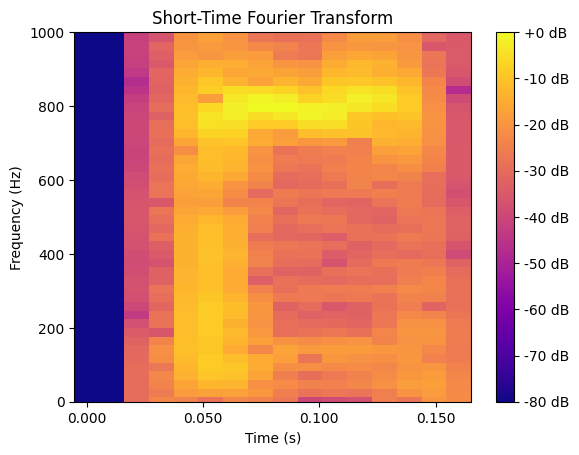 Short-Time Fourier Transform
1000
800
600
400
200
0
Frequency (Hz)
0.000
0.050
0.100
0.150
Time (s)
+0 dB
-10 dB
-20 dB
-30 dB
-40 dB
-50 dB
-60 dB
-70 dB
-80 dB